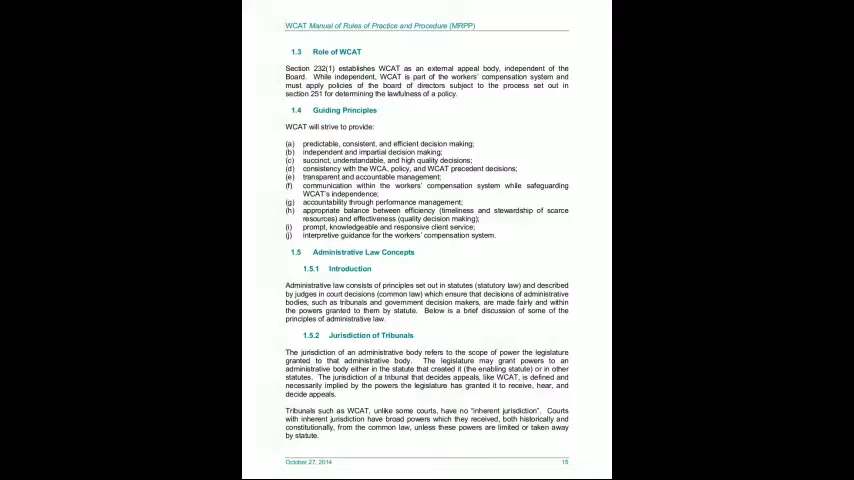 WCAT Manual of Rules of Practice and Procedure (MRPP)
1.3 Role of WCAT
Section 232(1) establishes WCAT as an external appeal body, independent of the
Board. While independent, WCAT is part of the workers' compensation system and
must apply policies of the board of directors subject to the process set out in
section 251 for determining the lawfulness of a policy.
1.4 Guiding Principles
WCAT will strive to provide:
(a) predictable, consistent, and efficient decision making;
(b) independent and impartial decision making;
(c) succinct, understandable, and high quality decisions;
(d) consistency with the WCA, policy, and WCAT precedent decisions;
(e) transparent and accountable management;
(f) communication within the workers' compensation system while safeguarding
WCAT's independence;
(g) accountability through performance management;
(h) appropriate balance between efficiency (timeliness and stewardship of scarce
resources) and effectiveness (quality decision making);
(i) prompt, knowledgeable and responsive client service;
(j) interpretive guidance for the workers' compensation system.
1.5 Administrative Law Concepts
1.5.1 Introduction
Administrative law consists of principles set out in statutes (statutory law) and described
by judges in court decisions (common law) which ensure that decisions of administrative
bodies, such as tribunals and government decision makers, are made fairly and within
the powers granted to them by statute. Below is a brief discussion of some of the
principles of administrative law.
1.5.2 Jurisdiction of Tribunals
The jurisdiction of an administrative body refers to the scope of power the legislature
granted to that administrative body. The legislature may grant powers to an
administrative body either in the statute that created it (the enabling statute) or in other
statutes. The jurisdiction of a tribunal that decides appeals, like WCAT, is defined and
necessarily implied by the powers the legislature has granted it to receive, hear, and
decide appeals.
Tribunals such as WCAT, unlike some courts, have no "inherent jurisdiction". Courts
with inherent jurisdiction have broad powers which they received, both historically and
constitutionally, from the common law, unless these powers are limited or taken away
by statute.
October 27, 2014 15